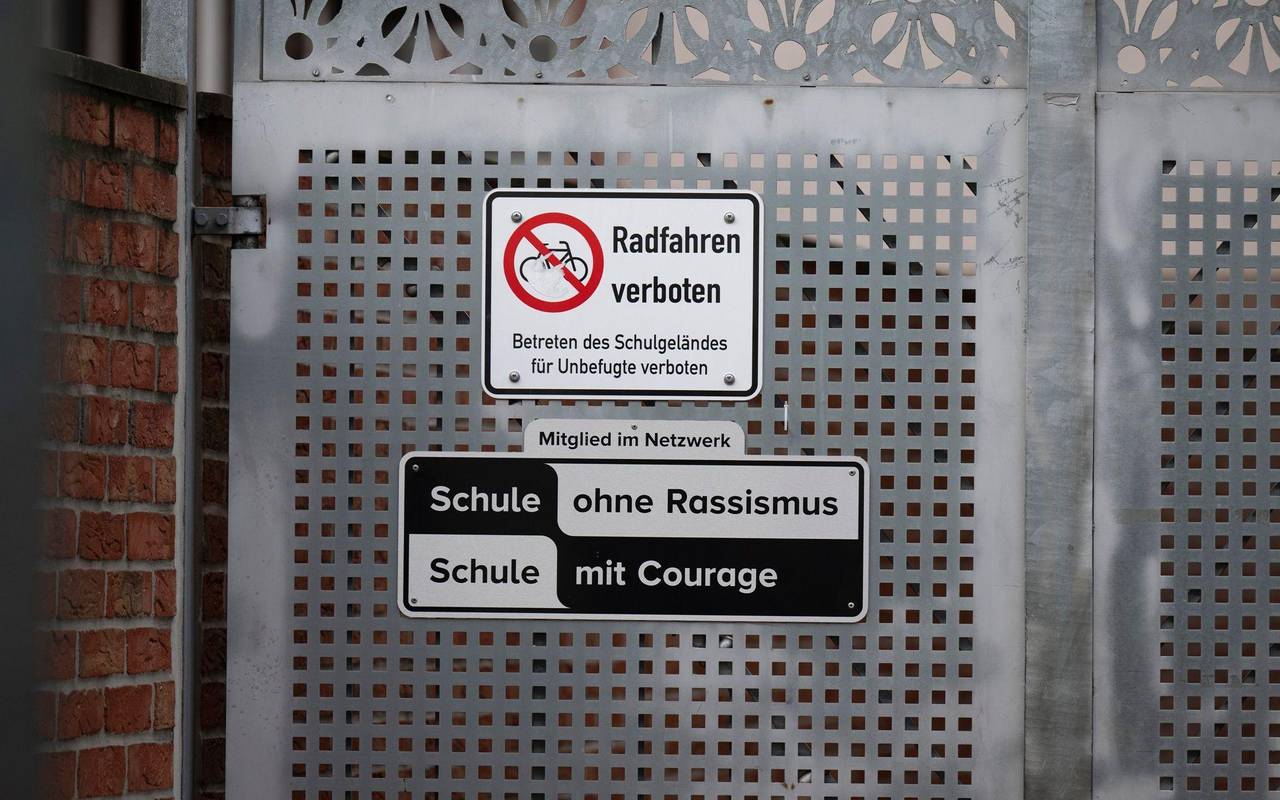 Radfahren
verboten
Betreten des Schulgeländes
für Unbefugte verboten
Mitglied im Netzwerk
Schule ohne Rassismus
Schule mit Courage